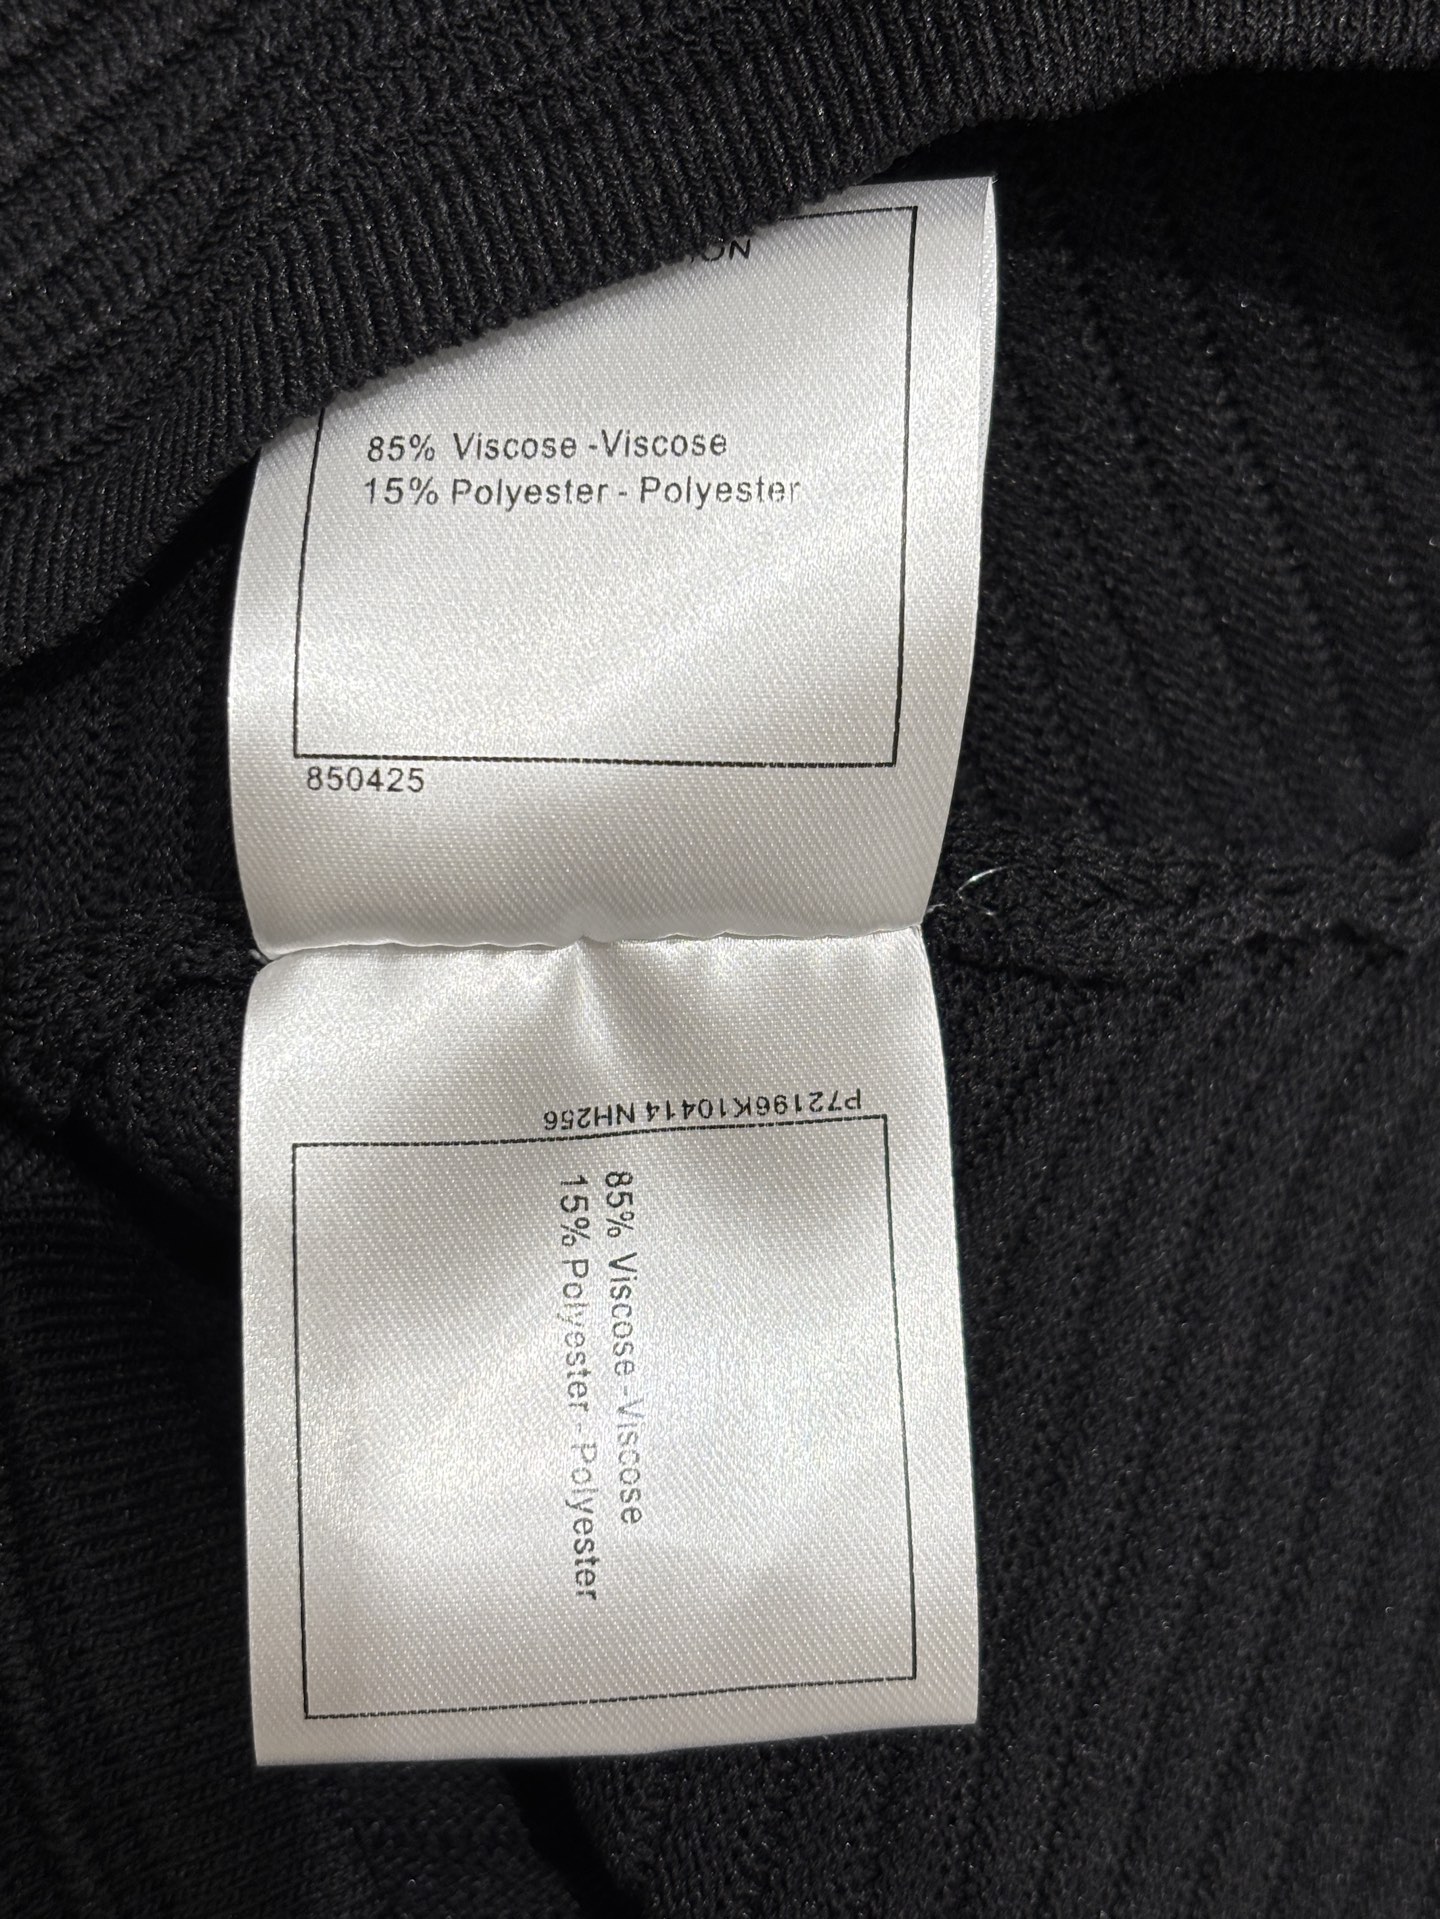 85% Viscose -Viscose
15% Polyester - Polyester
850425
P72196K10414 NH256
85% Viscose -Viscose
15% Polyester - Polyester